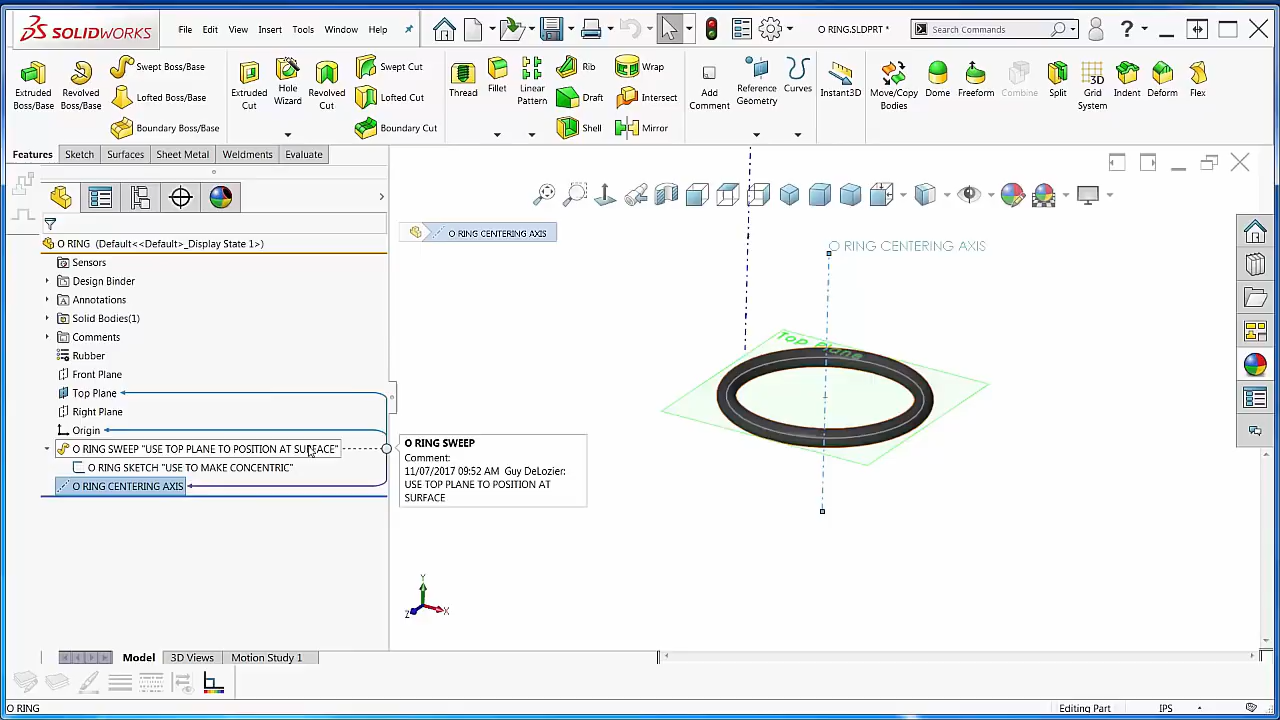 SOLIDWORKS
File Edit View Insert Tools Window Help
O RING.SLDPRT *
Search Commands
Extruded Boss/Base
Revolved Boss/Base
Swept Boss/Base
Lofted Boss/Base
Boundary Boss/Base
Extruded Cut
Hole Wizard
Revolved Cut
Swept Cut
Lofted Cut
Boundary Cut
Thread
Fillet
Linear Pattern
Rib
Draft
Shell
Wrap
Intersect
Mirror
Add Comment
Reference Geometry
Curves
Instant3D
Move/Copy Bodies
Dome
Freeform
Combine
Split
3D
Grid System
Indent
Deform
Flex
Features Sketch Surfaces Sheet Metal Weldments Evaluate
O RING (Default<<Default>_Display State 1>)
Sensors
Design Binder
Annotations
Solid Bodies(1)
Comments
Rubber
Front Plane
Top Plane
Right Plane
Origin
O RING SWEEP "USE TOP PLANE TO POSITION AT SURFACE"
O RING SKETCH "USE TO MAKE CONCENTRIC"
O RING CENTERING AXIS
O RING CENTERING AXIS
O RING CENTERING AXIS
Top Plane
O RING SWEEP
Comment:
11/07/2017 09:52 AM Guy DeLozier:
USE TOP PLANE TO POSITION AT
SURFACE
Y
Z
X
Model 3D Views Motion Study 1
O RING
Editing Part
IPS